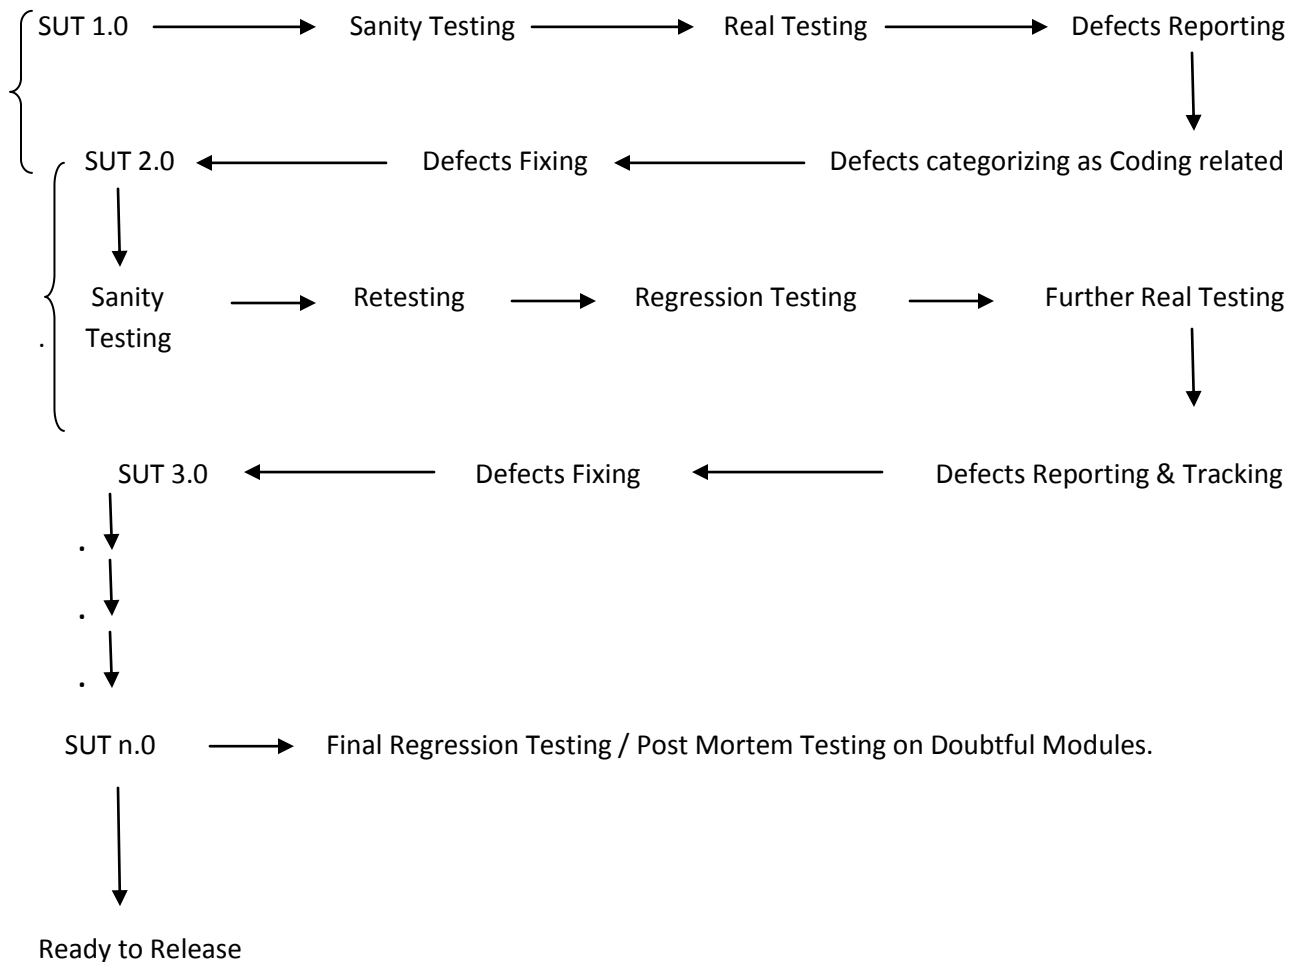 SUT 1.0 Sanity Testing Real Testing Defects Reporting
SUT 2.0 Defects Fixing Defects categorizing as Coding related
Sanity Retesting Regression Testing Further Real Testing
. Testing
SUT 3.0 Defects Fixing Defects Reporting & Tracking
.
.
.
SUT n.0 Final Regression Testing / Post Mortem Testing on Doubtful Modules.
Ready to Release